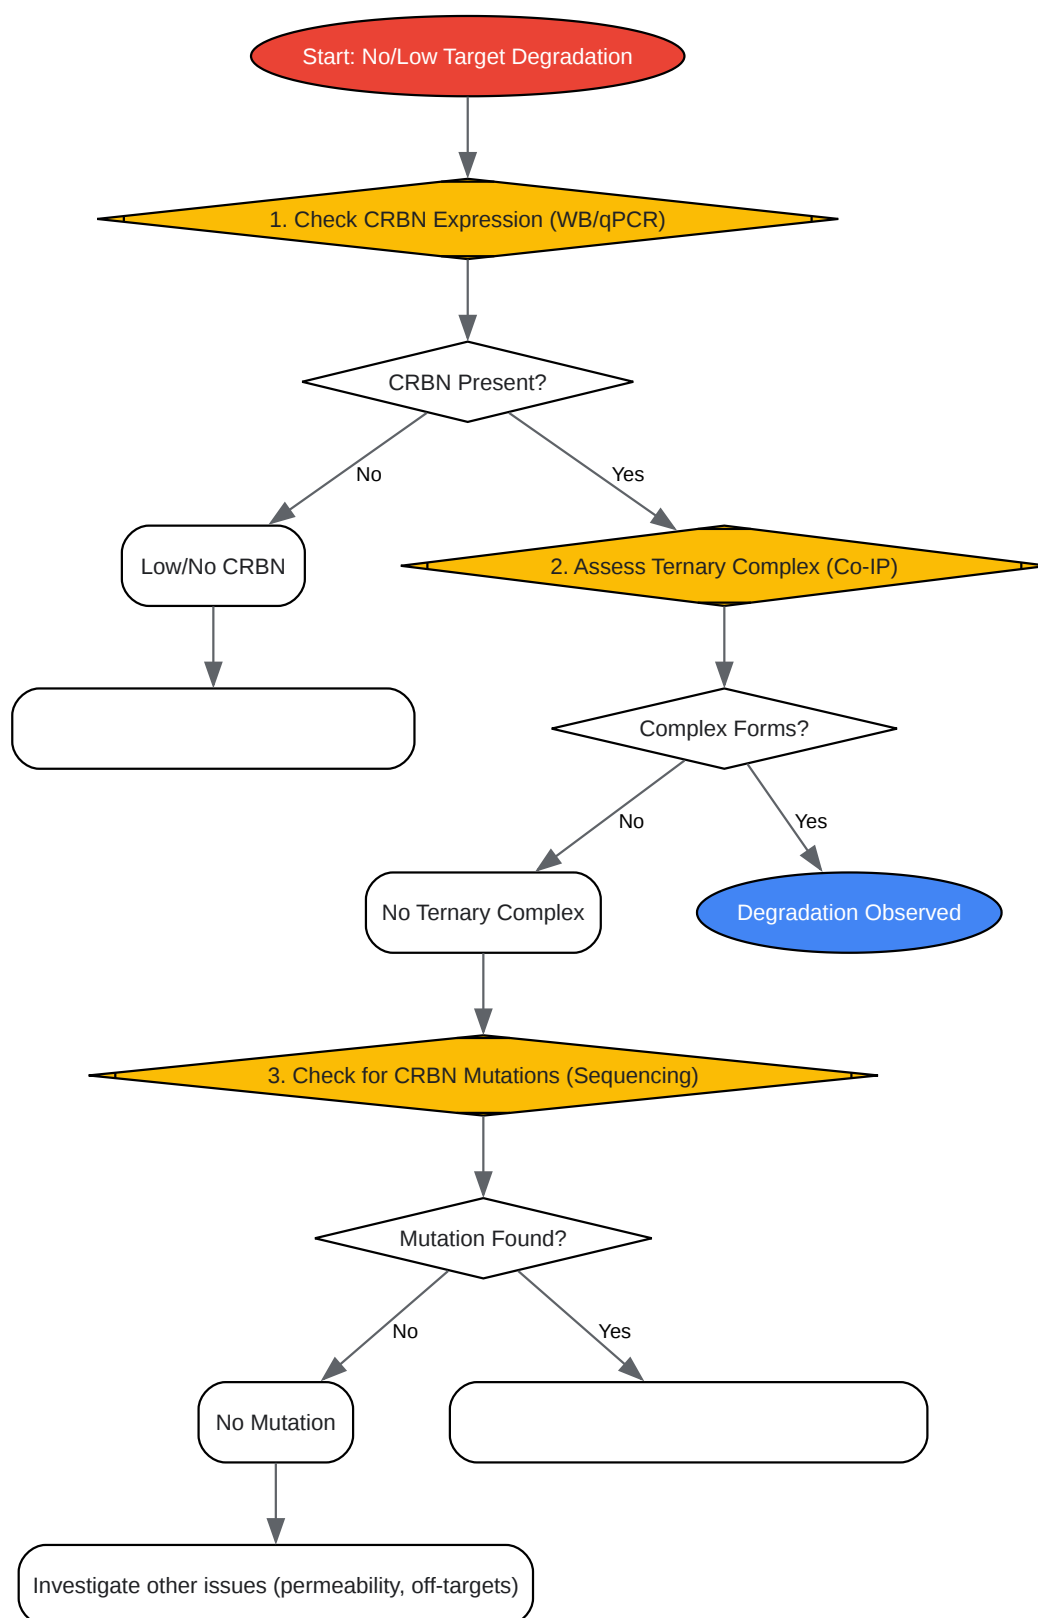 Start: No/Low Target Degradation
1. Check CRBN Expression (WB/qPCR)
CRBN Present?
No
Yes
Low/No CRBN
2. Assess Ternary Complex (Co-IP)
Complex Forms?
No
Yes
No Ternary Complex
Degradation Observed
3. Check for CRBN Mutations (Sequencing)
Mutation Found?
No
Yes
No Mutation
Investigate other issues (permeability, off-targets)